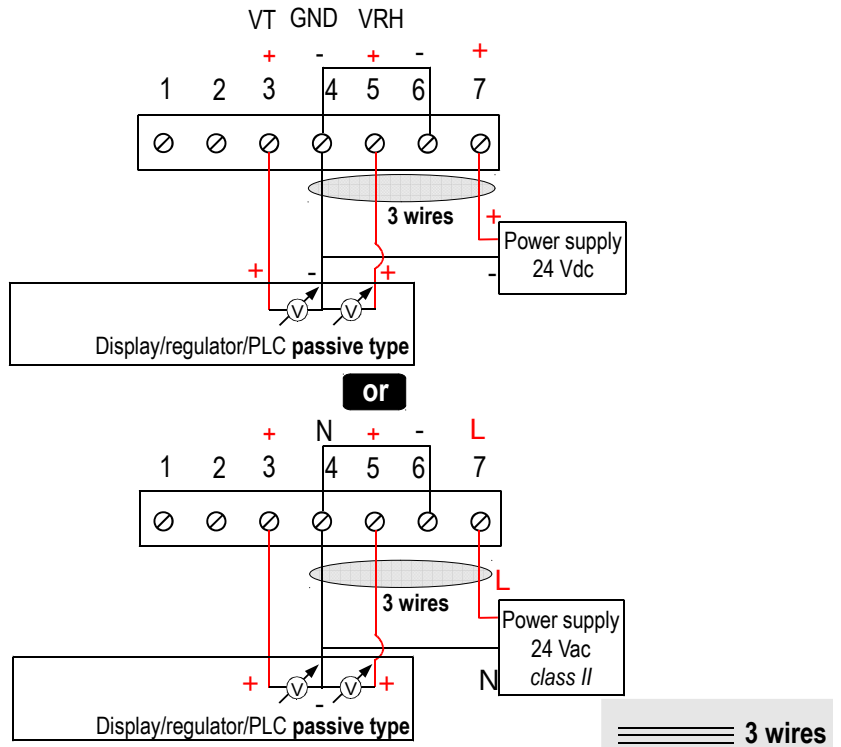 VT GND VRH
+ - + - +
1 2 3 4 5 6 7
3 wires
+
Power supply
24 Vdc
-
+ - +
V V
Display/regulator/PLC passive type
or
+ N + - L
1 2 3 4 5 6 7
L
3 wires
Power supply
24 Vac
class II
N
+ - +
V V
Display/regulator/PLC passive type
3 wires